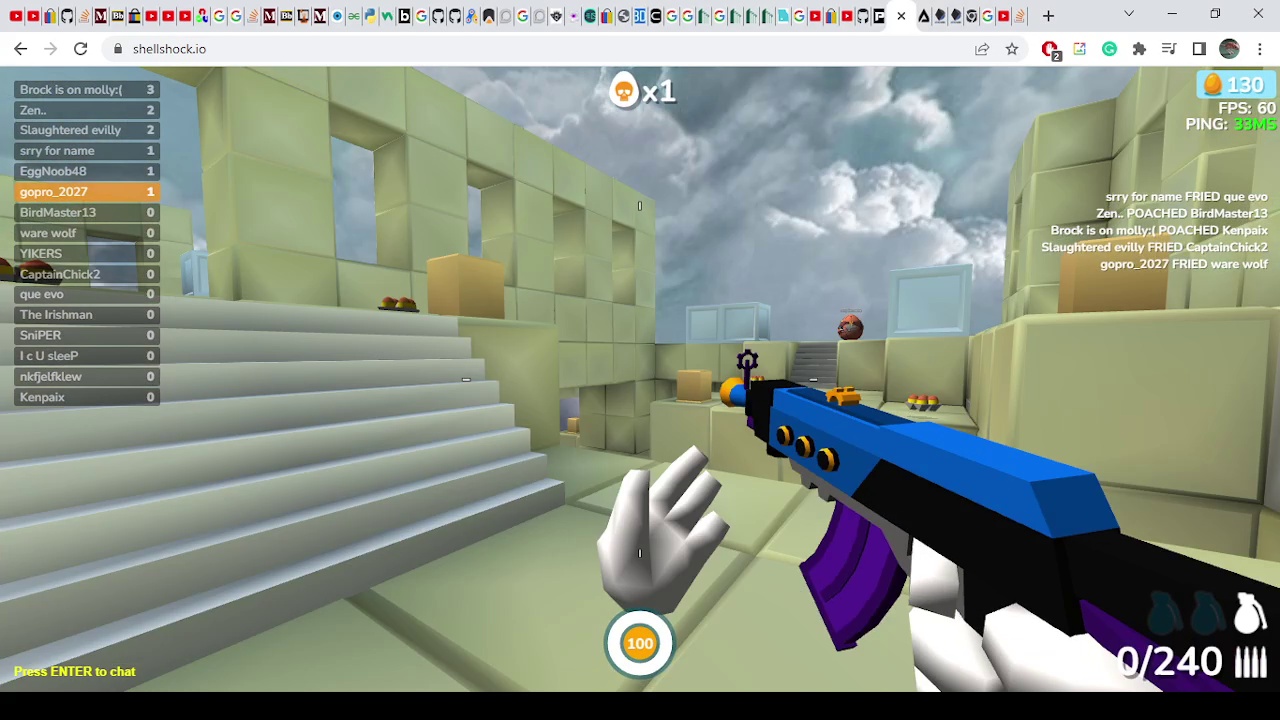 shellshock.io
2
Brock is on molly:( 3
Zen.. 2
Slaughtered evilly 2
srry for name 1
EggNoob48 1
gopro_2027 1
BirdMaster13 0
ware wolf 0
YIKERS 0
CaptainChick2 0
que evo 0
The Irishman 0
SniPER 0
I c U sleeP 0
nkfjelfklew 0
Kenpaix 0
x1
130
FPS: 60
PING: 33MS
srry for name FRIED que evo
Zen.. POACHED BirdMaster13
Brock is on molly:( POACHED Kenpaix
Slaughtered evilly FRIED CaptainChick2
gopro_2027 FRIED ware wolf
100
0/240
Press ENTER to chat